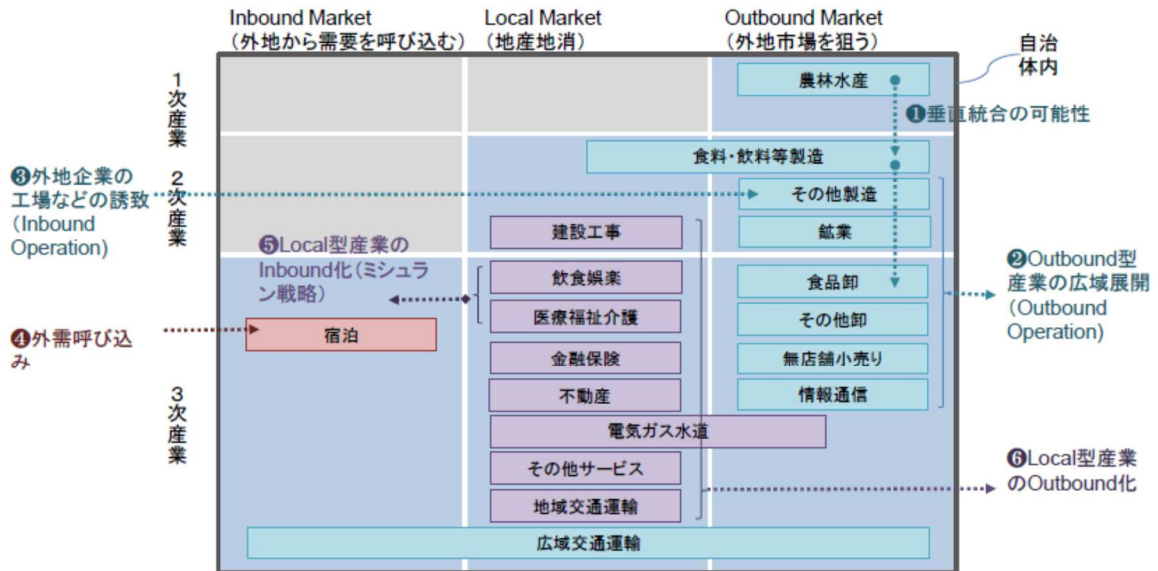 Inbound Market
（外地から需要を呼び込む）
Local Market
（地産地消）
Outbound Market
（外地市場を狙う）
自治
体内
1次産業
農林水産
❶垂直統合の可能性
食料・飲料等製造
2次産業
❸外地企業の
工場などの誘致
（Inbound
Operation）
その他製造
建設工事
鉱業
❺Local型産業の
Inbound化（ミシュラ
ン戦略）
飲食娯楽
食品卸
❷Outbound型
産業の広域展開
（Outbound
Operation）
医療福祉介護
その他卸
❹外需呼び込
み
宿泊
金融保険
無店舗小売り
3次産業
不動産
情報通信
電気ガス水道
その他サービス
❻Local型産業
のOutbound化
地域交通運輸
広域交通運輸